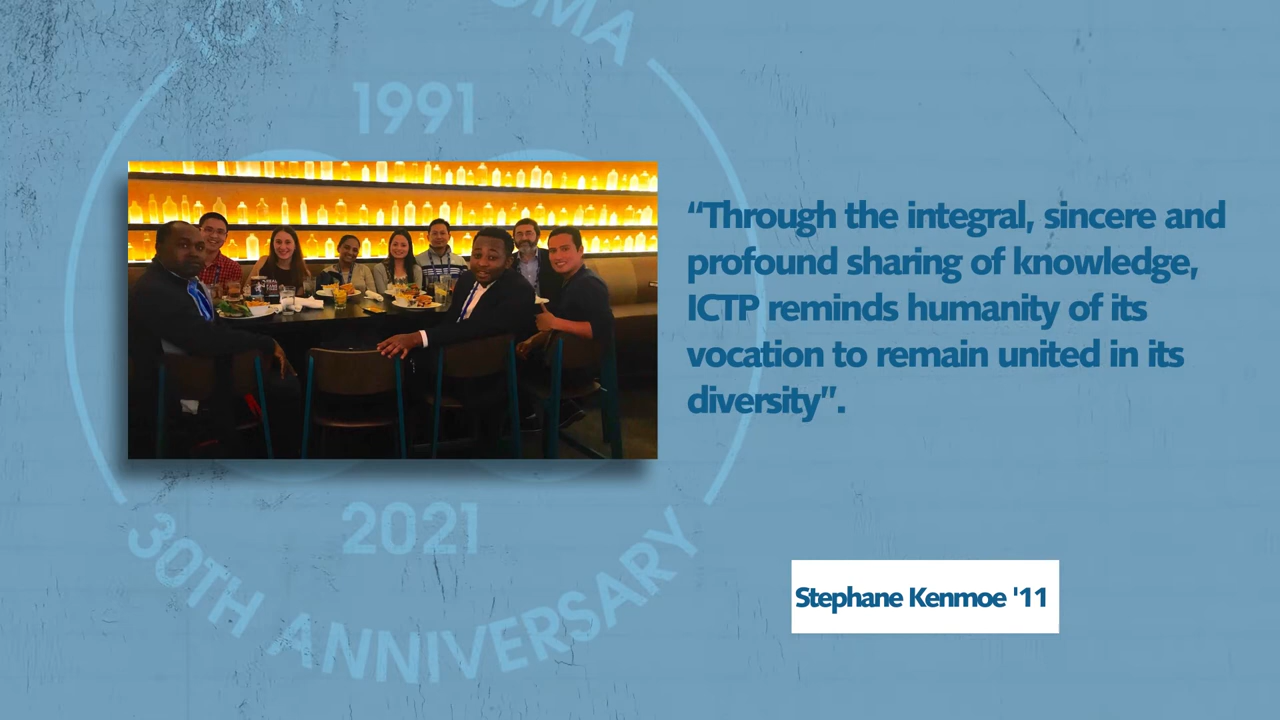 1991
“Through the integral, sincere and
profound sharing of knowledge,
ICTP reminds humanity of its
vocation to remain united in its
diversity”.
2021
30TH ANNIVERSARY
Stephane Kenmoe '11